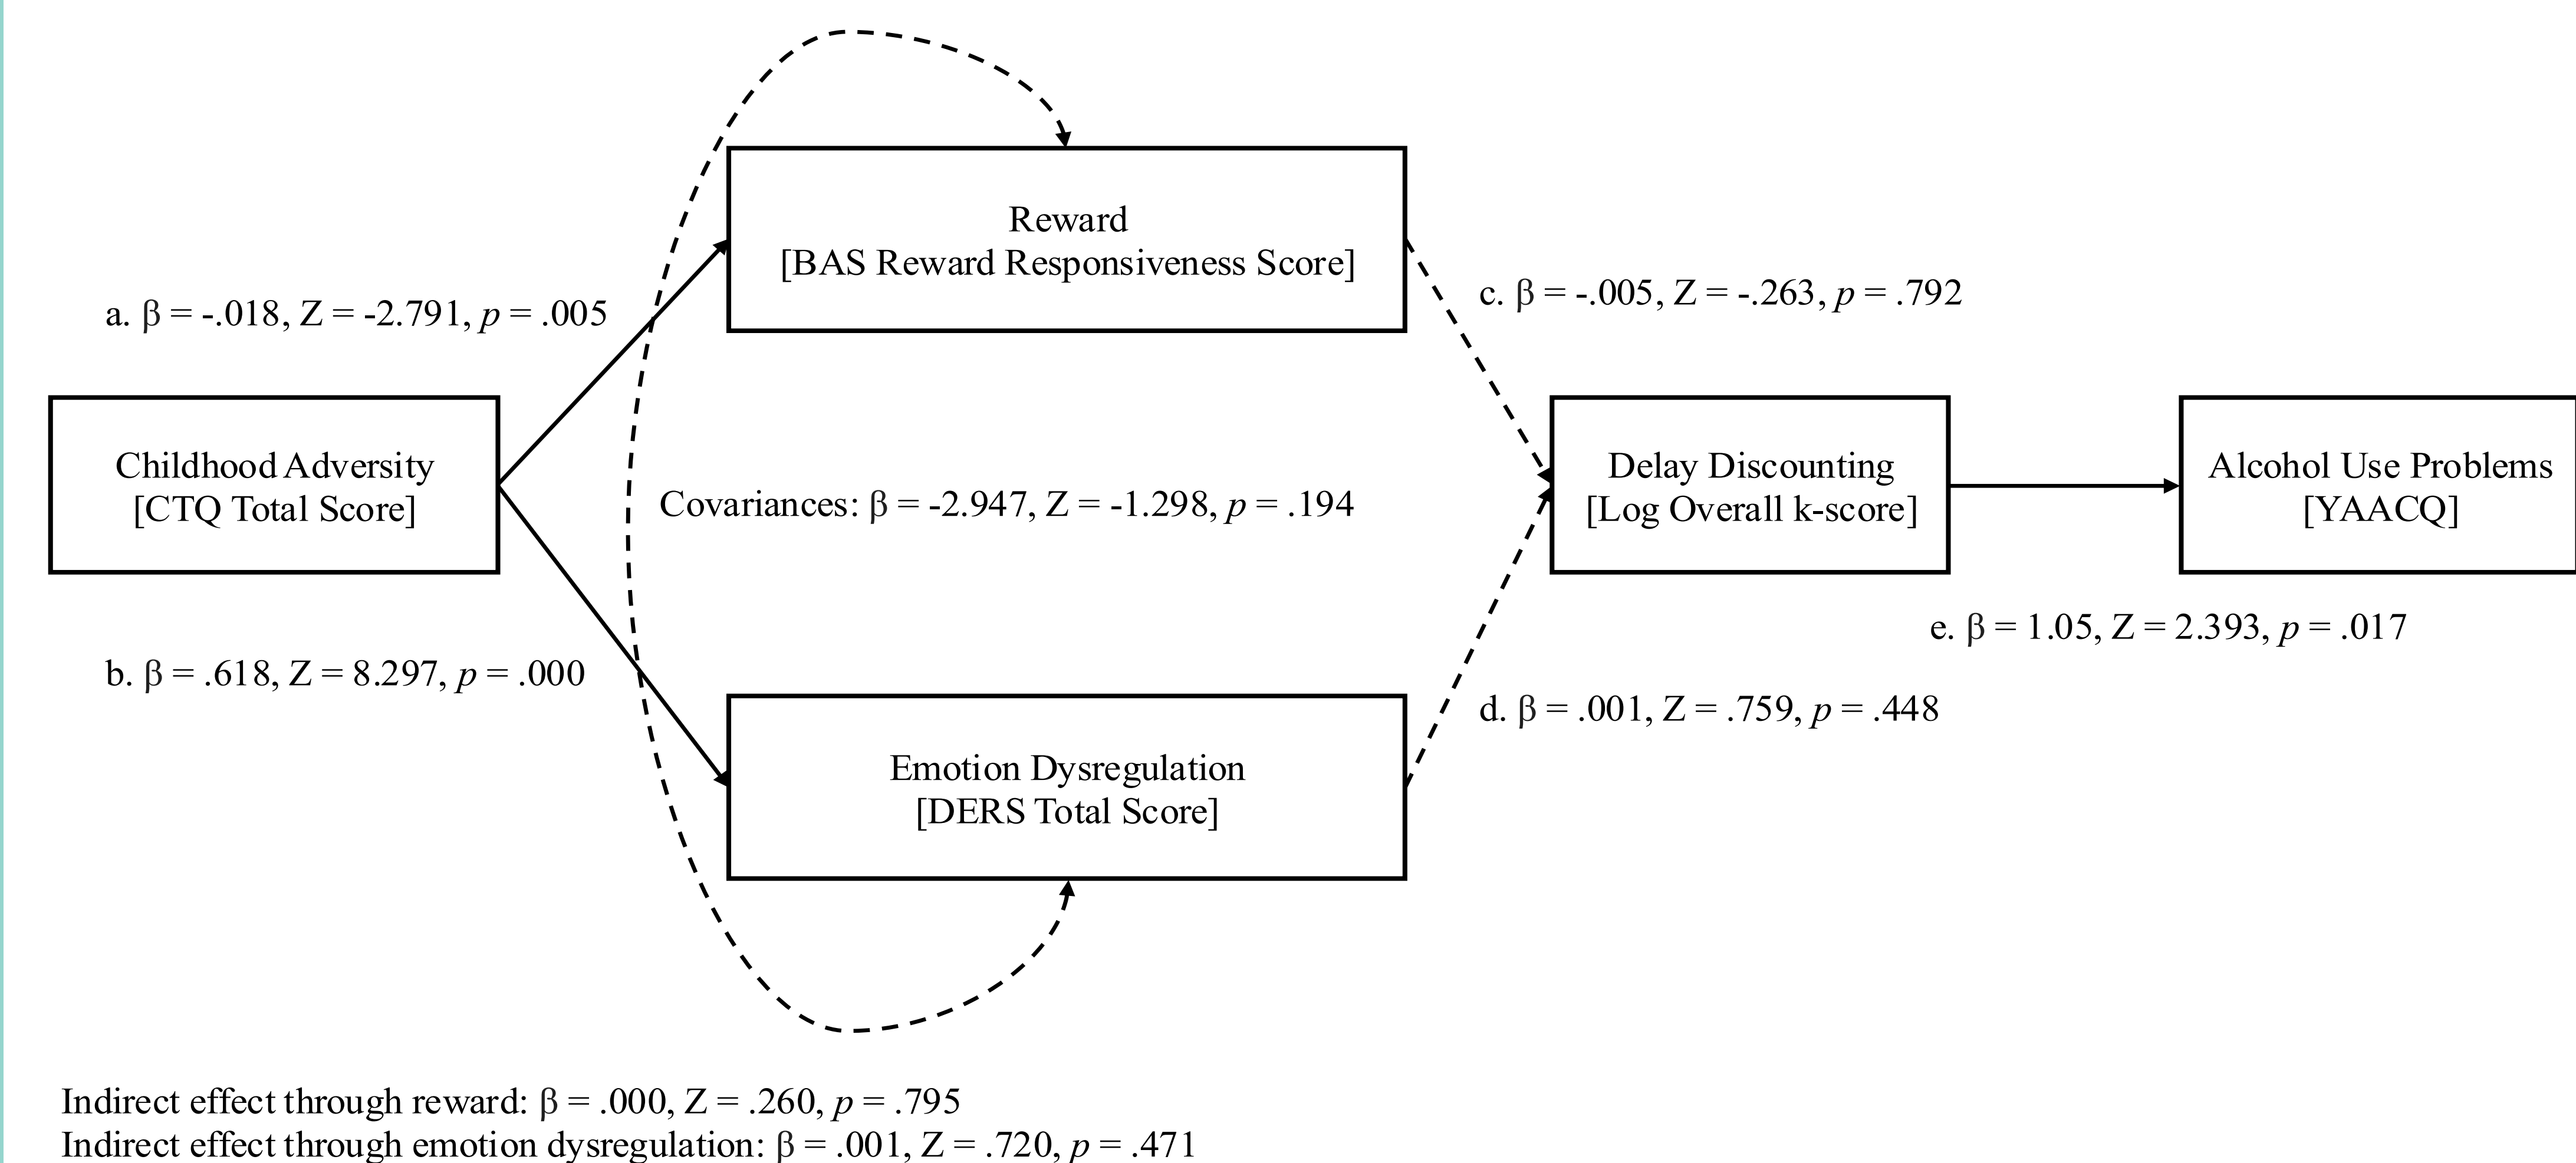 Reward
[BAS Reward Responsiveness Score]
a. β = -.018, Z = -2.791, p = .005
c. β = -.005, Z = -.263, p = .792
Childhood Adversity
[CTQ Total Score]
Covariances: β = -2.947, Z = -1.298, p = .194
Delay Discounting
[Log Overall k-score]
Alcohol Use Problems
[YAACQ]
e. β = 1.05, Z = 2.393, p = .017
b. β = .618, Z = 8.297, p = .000
d. β = .001, Z = .759, p = .448
Emotion Dysregulation
[DERS Total Score]
Indirect effect through reward: β = .000, Z = .260, p = .795
Indirect effect through emotion dysregulation: β = .001, Z = .720, p = .471